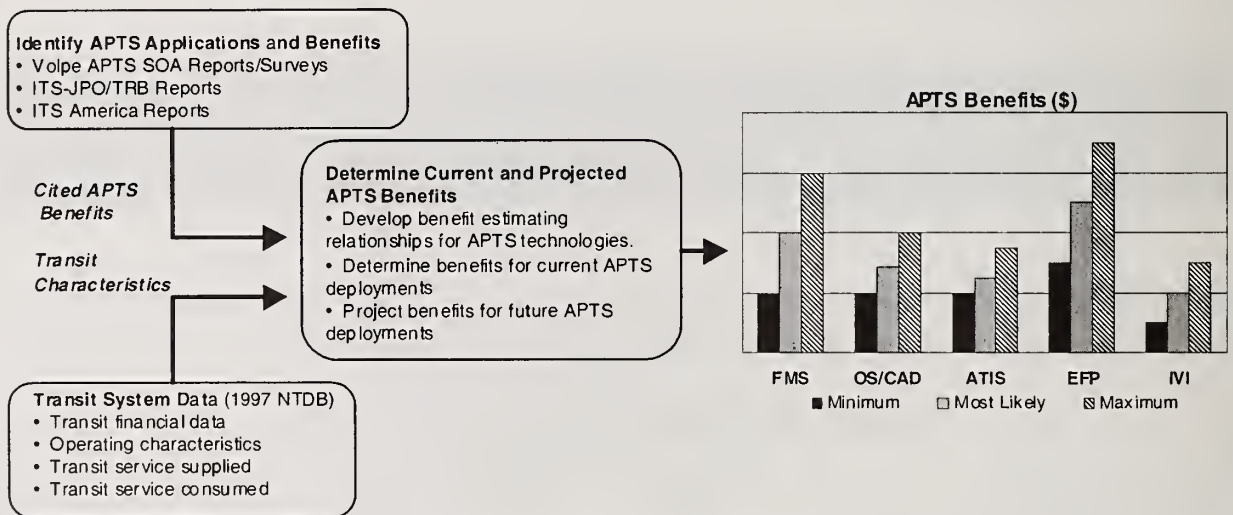 Identify APTS Applications and Benefits
• Volpe APTS SOA Reports/Surveys
• ITS-JPO/TRB Reports
• ITS America Reports
Cited APTS
Benefits
Transit
Characteristics
Transit System Data (1997 NTDB)
• Transit financial data
• Operating characteristics
• Transit service supplied
• Transit service consumed
Determine Current and Projected
APTS Benefits
• Develop benefit estimating
relationships for APTS technologies.
• Determine benefits for current APTS
deployments
• Project benefits for future APTS
deployments
APTS Benefits ($)
FMS OS/CAD ATIS EFP IVI
Minimum Most Likely Maximum